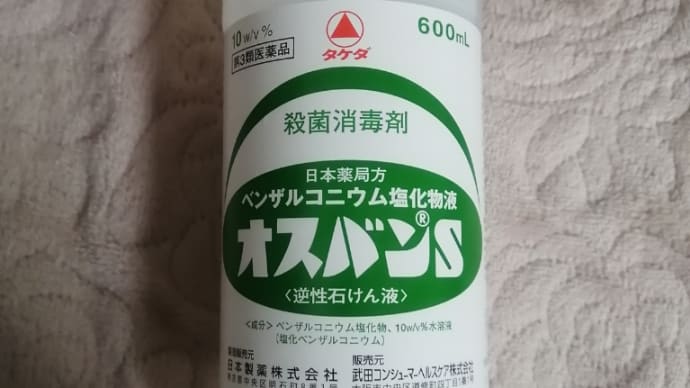 10w/v%
第3類医薬品
タケダ
600mL
殺菌消毒剤
日本薬局方
ベンザルコニウム塩化物液
オスバン®S
〈逆性石けん液〉
＜成分＞ベンザルコニウム塩化物、10w/v%水溶液
(塩化ベンザルコニウム)
製造販売元
日本製薬株式会社
販売元
武田コンシューマーヘルスケア株式会社